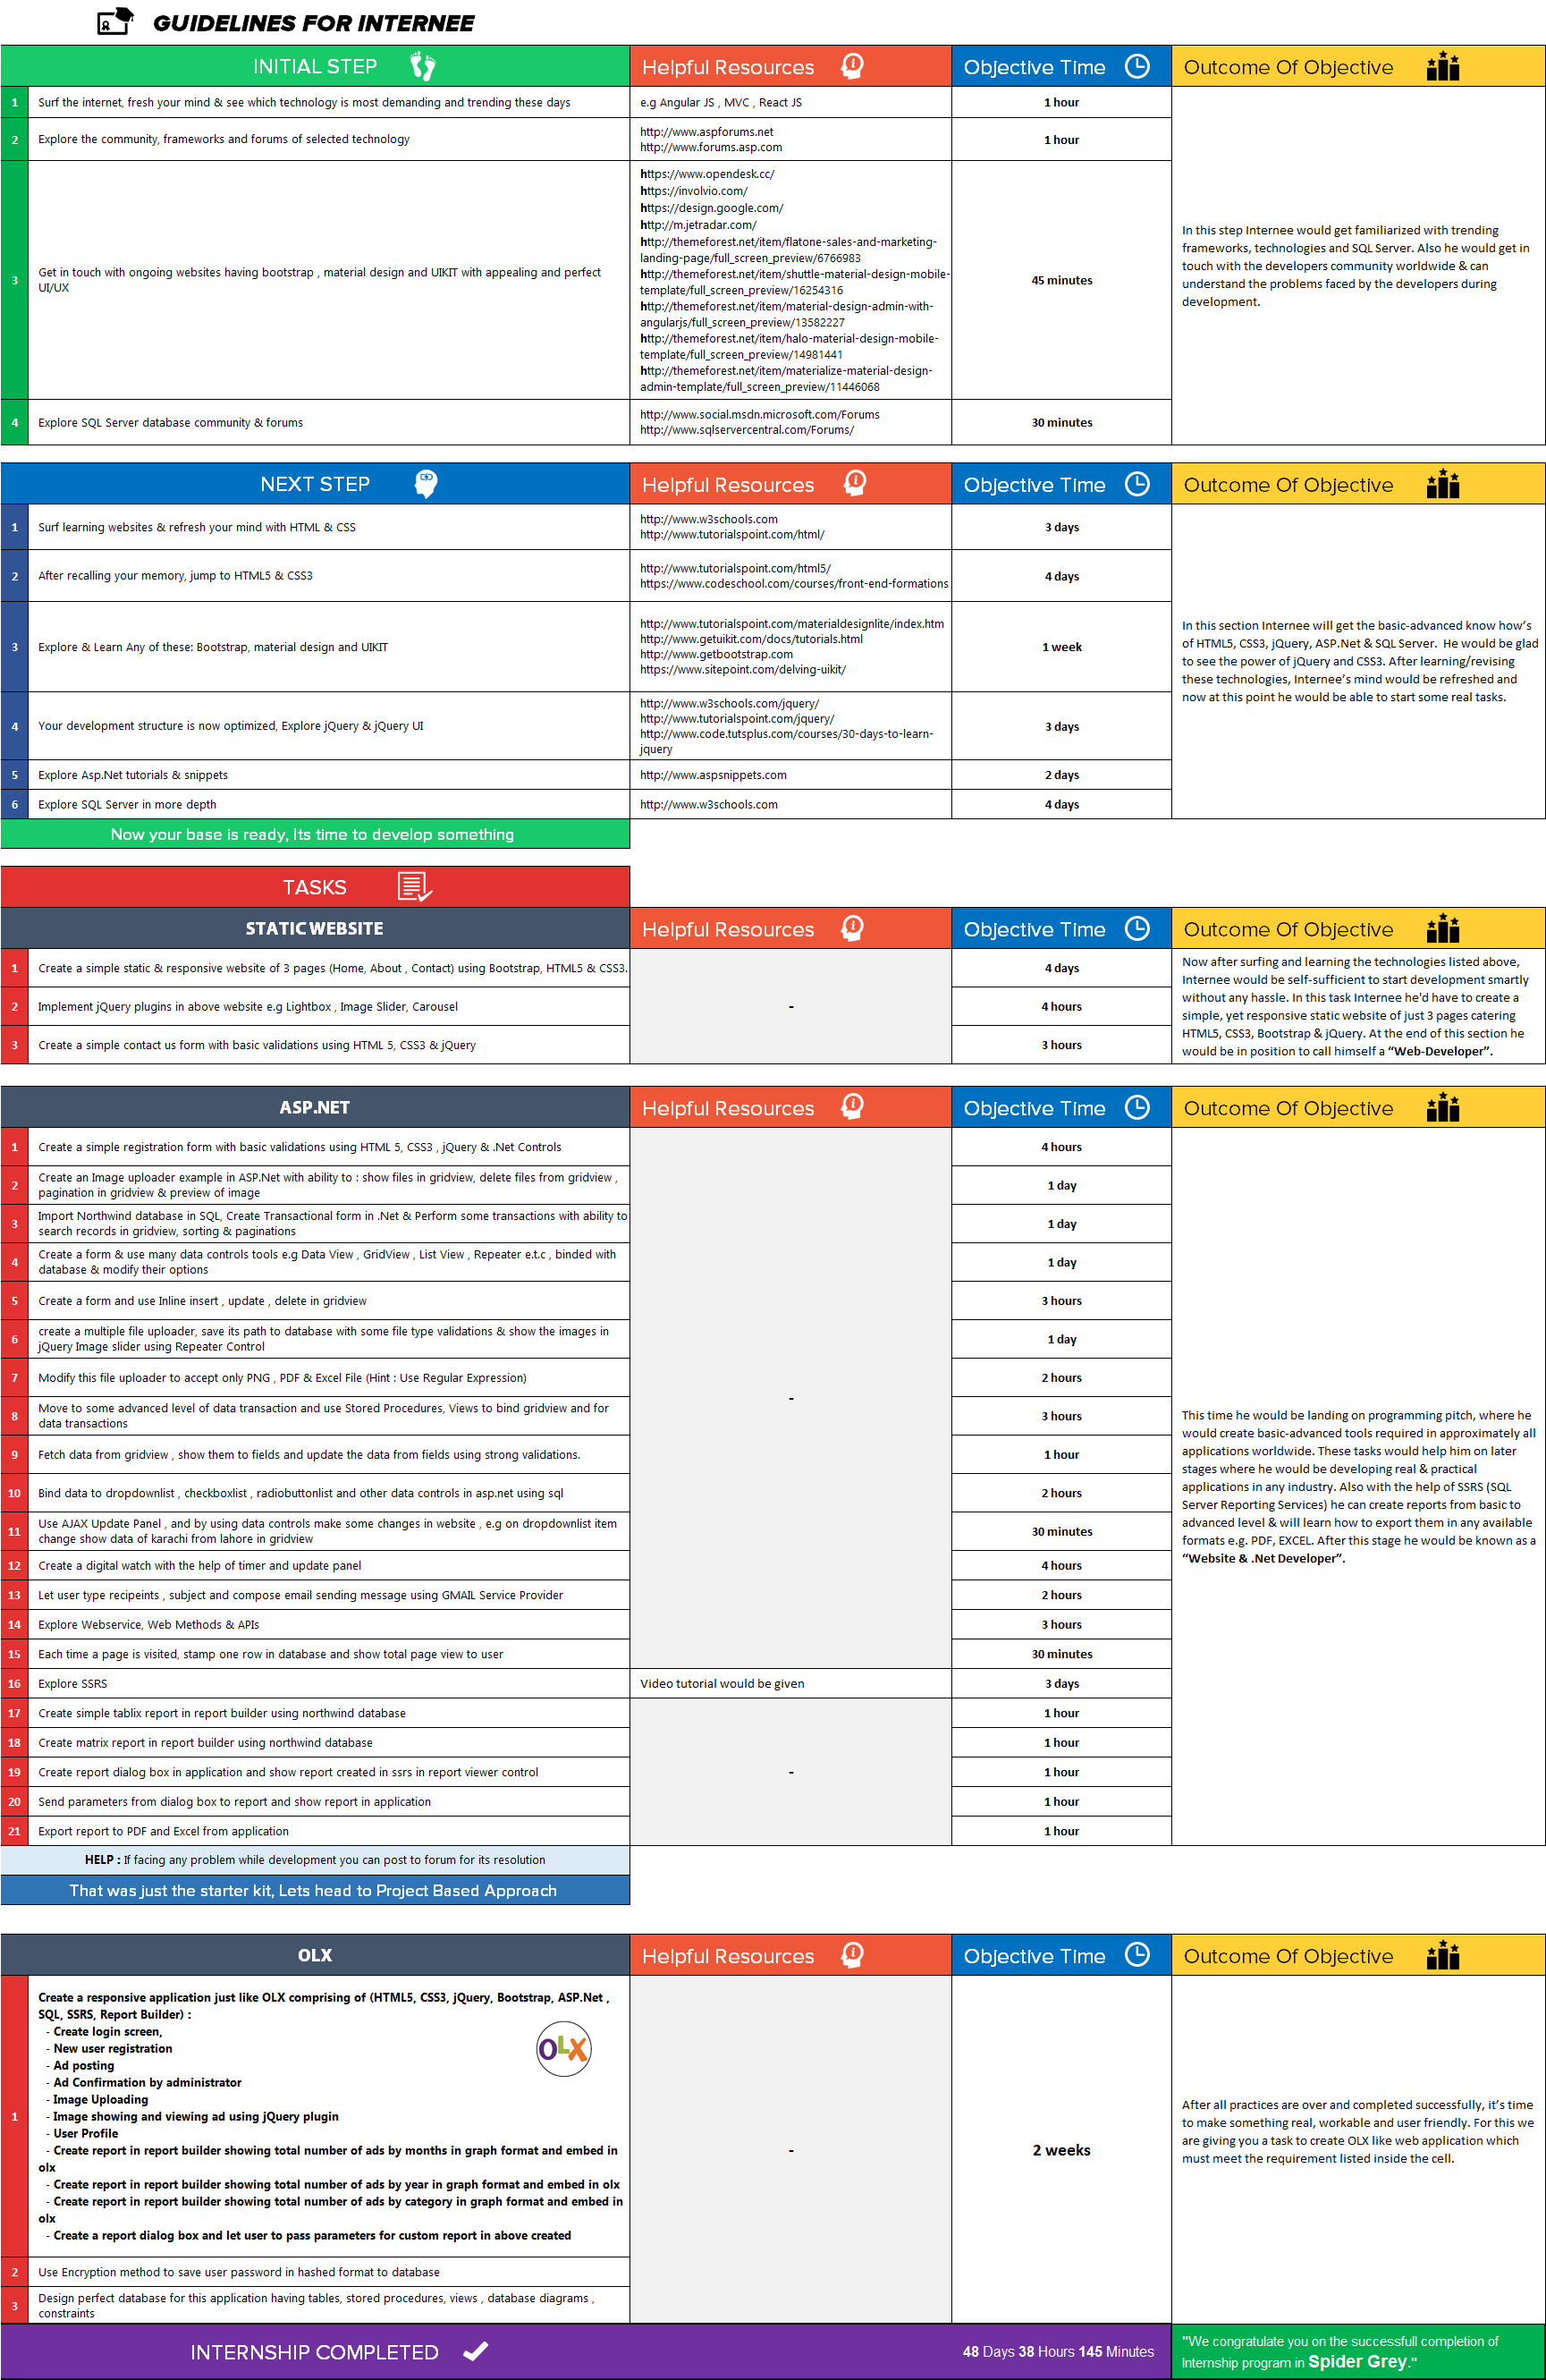 GUIDELINES FOR INTERNEE
INITIAL STEP
Helpful Resources
Objective Time
Outcome Of Objective
1
Surf the internet, fresh your mind & see which technology is most demanding and trending these days
e.g Angular JS , MVC , React JS
1 hour
2
Explore the community, frameworks and forums of selected technology
http://www.aspforums.net
http://www.forums.asp.com
1 hour
3
Get in touch with ongoing websites having bootstrap , material design and UIKIT with appealing and perfect
UI/UX
https://www.opendesk.cc/
https://involvio.com/
https://design.google.com/
http://m.jetradar.com/
http://themeforest.net/item/flatone-sales-and-marketing-
landing-page/full_screen_preview/6766983
http://themeforest.net/item/shuttle-material-design-mobile-
template/full_screen_preview/16254316
http://themeforest.net/item/material-design-admin-with-
angularjs/full_screen_preview/13582227
http://themeforest.net/item/halo-material-design-mobile-
template/full_screen_preview/14981441
http://themeforest.net/item/materialize-material-design-
admin-template/full_screen_preview/11446068
45 minutes
4
Explore SQL Server database community & forums
http://www.social.msdn.microsoft.com/Forums
http://www.sqlservercentral.com/Forums/
30 minutes
In this step Internee would get familiarized with trending
frameworks, technologies and SQL Server. Also he would get in
touch with the developers community worldwide & can
understand the problems faced by the developers during
development.
NEXT STEP
Helpful Resources
Objective Time
Outcome Of Objective
1
Surf learning websites & refresh your mind with HTML & CSS
http://www.w3schools.com
http://www.tutorialspoint.com/html/
3 days
2
After recalling your memory, jump to HTML5 & CSS3
http://www.tutorialspoint.com/html5/
https://www.codeschool.com/courses/front-end-formations
4 days
3
Explore & Learn Any of these: Bootstrap, material design and UIKIT
http://www.tutorialspoint.com/materialdesignlite/index.htm
http://www.getuikit.com/docs/tutorials.html
http://www.getbootstrap.com
https://www.sitepoint.com/delving-uikit/
1 week
4
Your development structure is now optimized, Explore jQuery & jQuery UI
http://www.w3schools.com/jquery/
http://www.tutorialspoint.com/jquery/
http://www.code.tutsplus.com/courses/30-days-to-learn-
jquery
3 days
5
Explore Asp.Net tutorials & snippets
http://www.aspsnippets.com
2 days
6
Explore SQL Server in more depth
http://www.w3schools.com
4 days
In this section Internee will get the basic-advanced know how's
of HTML5, CSS3, jQuery, ASP.Net & SQL Server. He would be glad
to see the power of jQuery and CSS3. After learning/revising
these technologies, Internee's mind would be refreshed and
now at this point he would be able to start some real tasks.
Now your base is ready, Its time to develop something
TASKS
STATIC WEBSITE
Helpful Resources
Objective Time
Outcome Of Objective
1
Create a simple static & responsive website of 3 pages (Home, About , Contact) using Bootstrap, HTML5 & CSS3.
4 days
2
Implement jQuery plugins in above website e.g Lightbox , Image Slider, Carousel
-
4 hours
3
Create a simple contact us form with basic validations using HTML 5, CSS3 & jQuery
3 hours
Now after surfing and learning the technologies listed above,
Internee would be self-sufficient to start development smartly
without any hassle. In this task Internee he'd have to create a
simple, yet responsive static website of just 3 pages catering
HTML5, CSS3, Bootstrap & jQuery. At the end of this section he
would be in position to call himself a “Web-Developer”.
ASP.NET
Helpful Resources
Objective Time
Outcome Of Objective
1
Create a simple registration form with basic validations using HTML 5, CSS3 , jQuery & .Net Controls
4 hours
2
Create an Image uploader example in ASP.Net with ability to : show files in gridview, delete files from gridview ,
pagination in gridview & preview of image
1 day
3
Import Northwind database in SQL, Create Transactional form in .Net & Perform some transactions with ability to
search records in gridview, sorting & paginations
1 day
4
Create a form & use many data controls tools e.g Data View , GridView , List View , Repeater e.t.c , binded with
database & modify their options
1 day
5
Create a form and use Inline insert , update , delete in gridview
3 hours
6
create a multiple file uploader, save its path to database with some file type validations & show the images in
jQuery Image slider using Repeater Control
1 day
7
Modify this file uploader to accept only PNG , PDF & Excel File (Hint : Use Regular Expression)
-
2 hours
8
Move to some advanced level of data transaction and use Stored Procedures, Views to bind gridview and for
data transactions
3 hours
9
Fetch data from gridview , show them to fields and update the data from fields using strong validations.
1 hour
10
Bind data to dropdownlist , checkboxlist , radiobuttonlist and other data controls in asp.net using sql
2 hours
11
Use AJAX Update Panel , and by using data controls make some changes in website , e.g on dropdownlist item
change show data of karachi from lahore in gridview
30 minutes
12
Create a digital watch with the help of timer and update panel
4 hours
13
Let user type recipeints , subject and compose email sending message using GMAIL Service Provider
2 hours
14
Explore Webservice, Web Methods & APIs
3 hours
15
Each time a page is visited, stamp one row in database and show total page view to user
30 minutes
16
Explore SSRS
Video tutorial would be given
3 days
17
Create simple tablix report in report builder using northwind database
1 hour
18
Create matrix report in report builder using northwind database
1 hour
19
Create report dialog box in application and show report created in ssrs in report viewer control
-
1 hour
20
Send parameters from dialog box to report and show report in application
1 hour
21
Export report to PDF and Excel from application
1 hour
This time he would be landing on programming pitch, where he
would create basic-advanced tools required in approximately all
applications worldwide. These tasks would help him on later
stages where he would be developing real & practical
applications in any industry. Also with the help of SSRS (SQL
Server Reporting Services) he can create reports from basic to
advanced level & will learn how to export them in any available
formats e.g. PDF, EXCEL. After this stage he would be known as a
“Website & .Net Developer”.
HELP : If facing any problem while development you can post to forum for its resolution
That was just the starter kit, Lets head to Project Based Approach
OLX
Helpful Resources
Objective Time
Outcome Of Objective
1
Create a responsive application just like OLX comprising of (HTML5, CSS3, jQuery, Bootstrap, ASP.Net ,
SQL, SSRS, Report Builder) :
- Create login screen,
- New user registration
- Ad posting
- Ad Confirmation by administrator
- Image Uploading
- Image showing and viewing ad using jQuery plugin
- User Profile
- Create report in report builder showing total number of ads by months in graph format and embed in
olx
- Create report in report builder showing total number of ads by year in graph format and embed in olx
- Create report in report builder showing total number of ads by category in graph format and embed in
olx
- Create a report dialog box and let user to pass parameters for custom report in above created
OLX
-
2 weeks
After all practices are over and completed successfully, it's time
to make something real, workable and user friendly. For this we
are giving you a task to create OLX like web application which
must meet the requirement listed inside the cell.
2
Use Encryption method to save user password in hashed format to database
3
Design perfect database for this application having tables, stored procedures, views , database diagrams ,
constraints
INTERNSHIP COMPLETED
48 Days 38 Hours 145 Minutes
"We congratulate you on the successfull completion of
Internship program in Spider Grey."